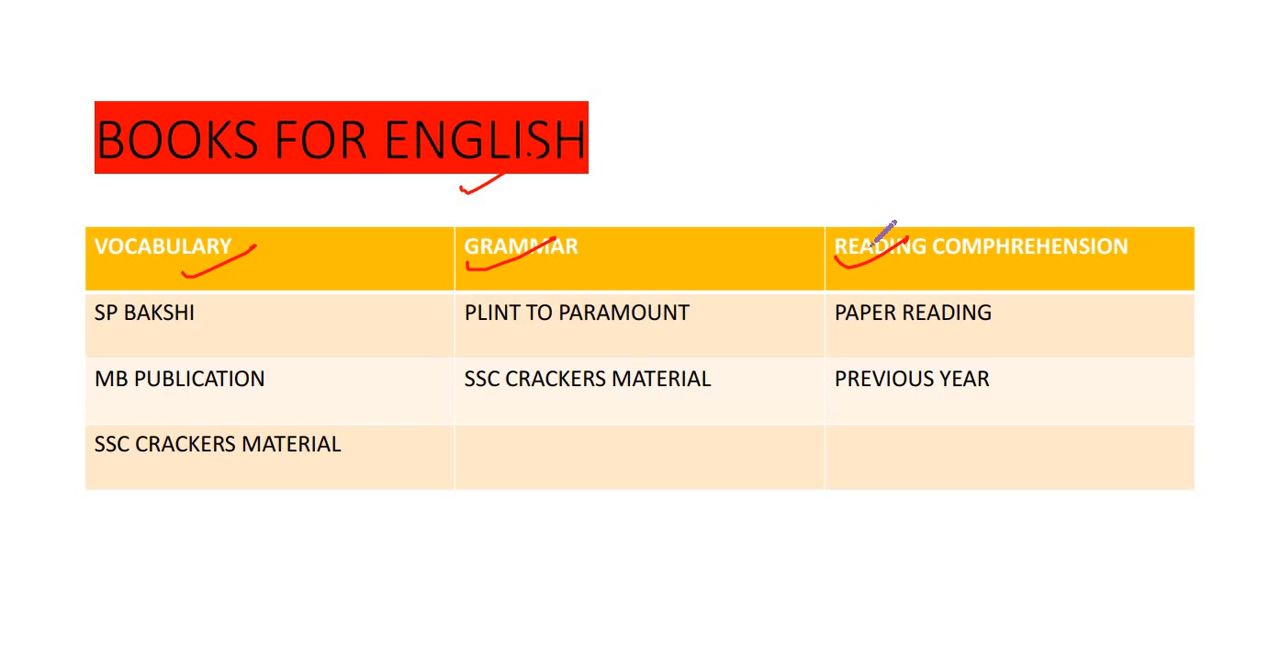 BOOKS FOR ENGLISH
VOCABULARY GRAMMAR READING COMPHREHENSION
SP BAKSHI PLINT TO PARAMOUNT PAPER READING
MB PUBLICATION SSC CRACKERS MATERIAL PREVIOUS YEAR
SSC CRACKERS MATERIAL